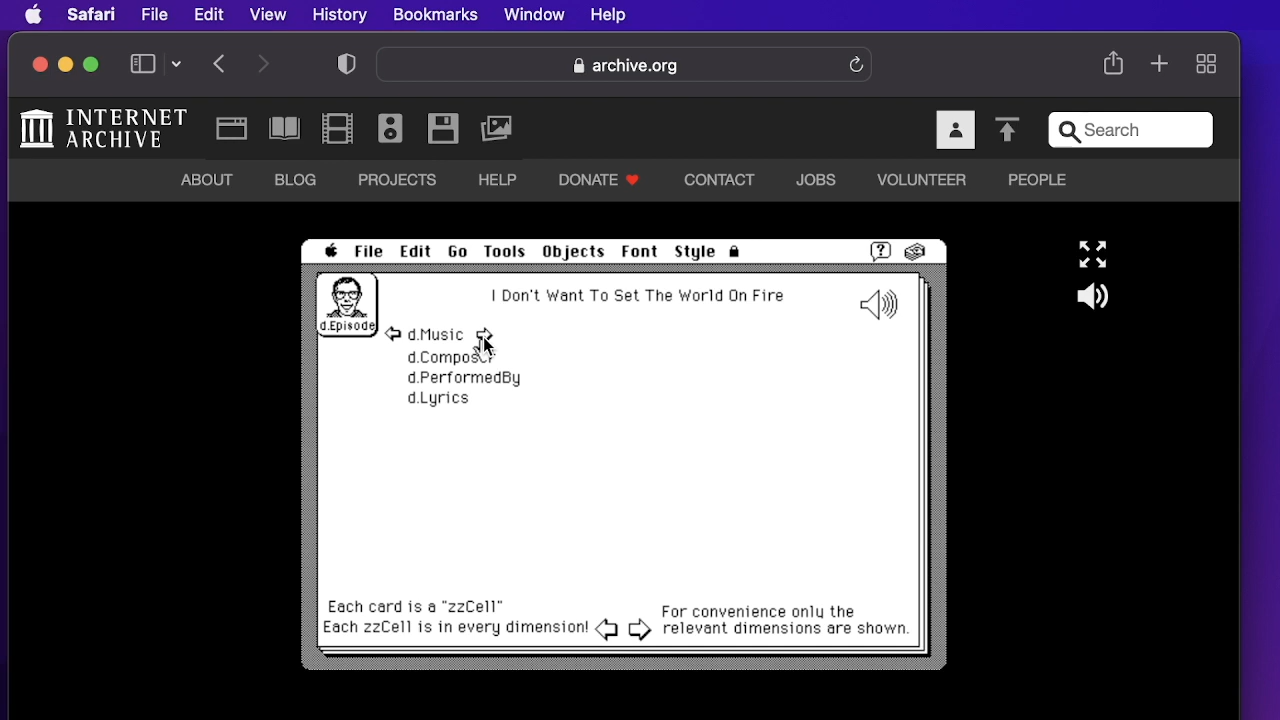 Safari File Edit View History Bookmarks Window Help
archive.org
INTERNET
ARCHIVE
Search
ABOUT BLOG PROJECTS HELP DONATE CONTACT JOBS VOLUNTEER PEOPLE
File Edit Go Tools Objects Font Style
I Don't Want To Set The World On Fire
d.Episode
d.Music
d.Composer
d.PerformedBy
d.Lyrics
Each card is a "zzCell"
Each zzCell is in every dimension!
For convenience only the
relevant dimensions are shown.